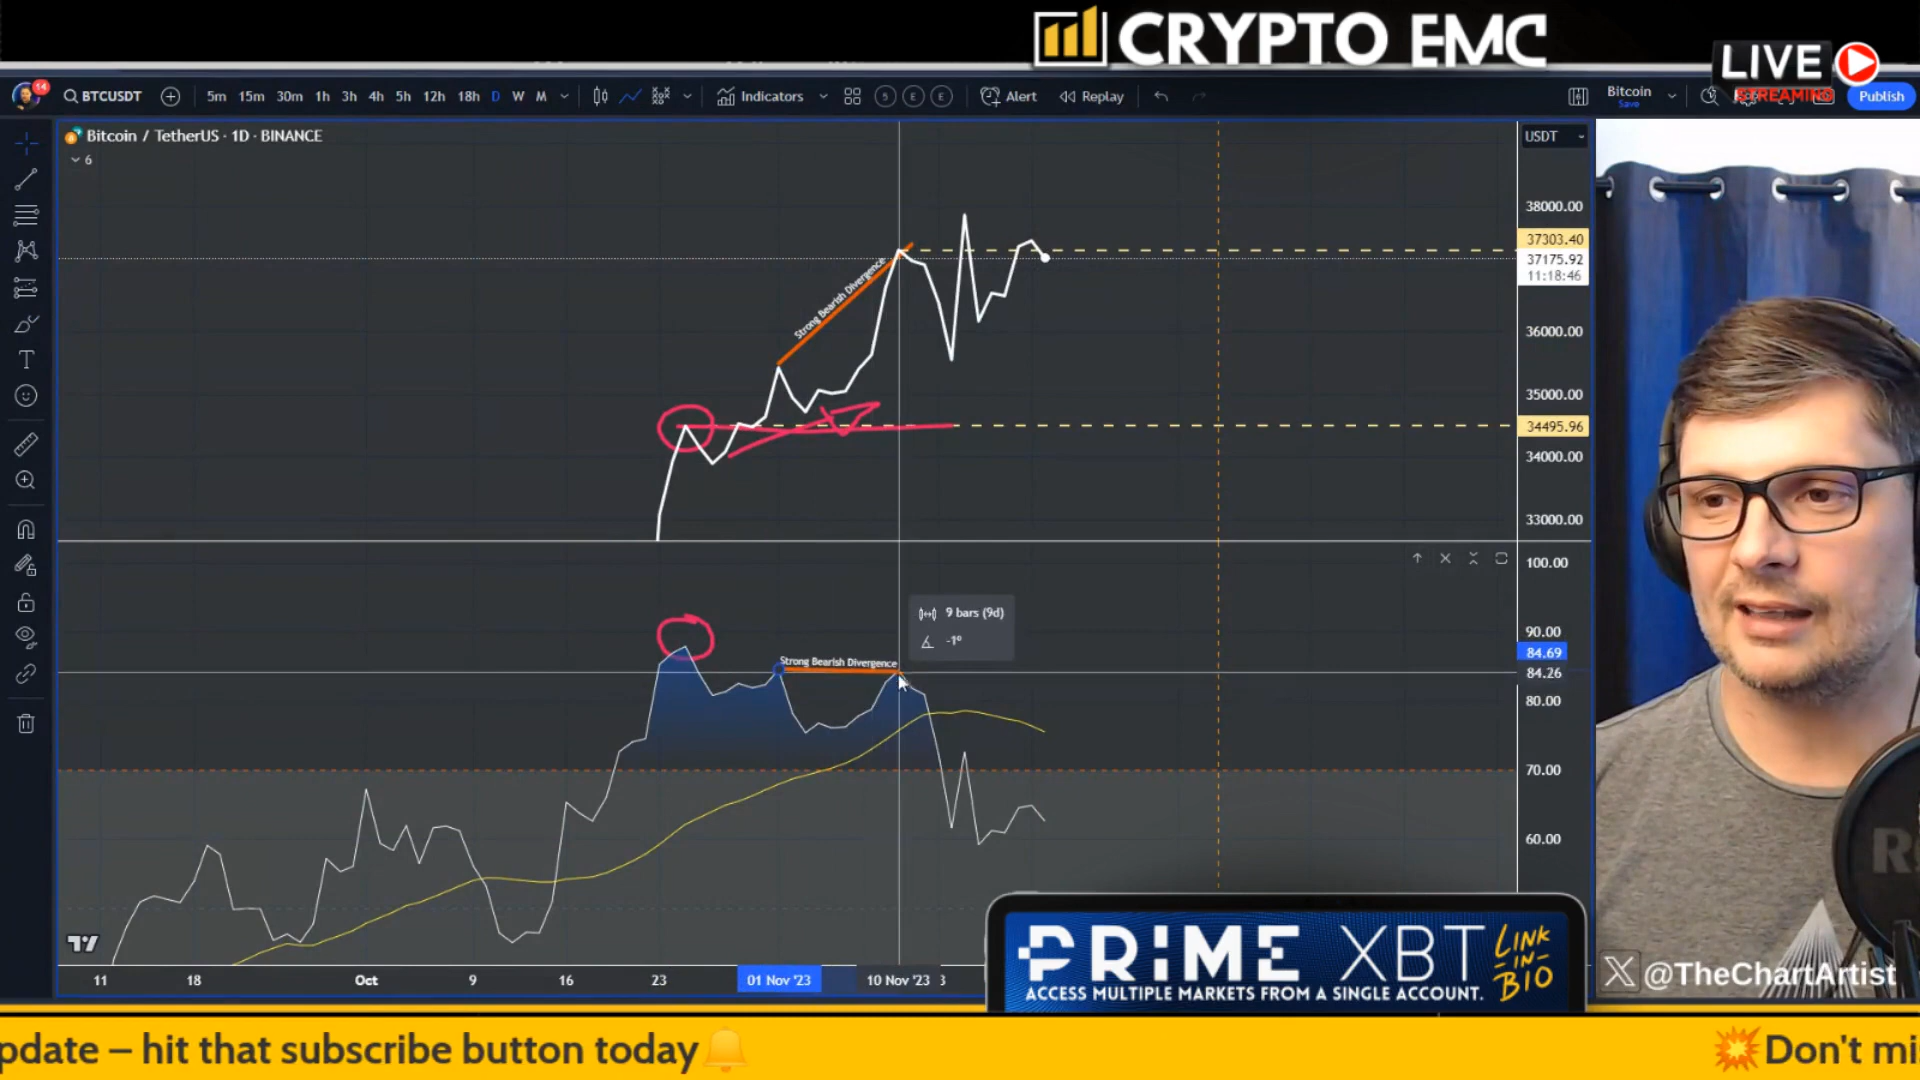 CRYPTO EMC
LIVE
STREAMING
14
BTCUSDT
5m 15m 30m 1h 3h 4h 5h 12h 18h D W M
Indicators
S E E
Alert
Replay
Bitcoin
Save
Publish
Bitcoin / TetherUS · 1D · BINANCE
6
USDT
38000.00
37303.40
37175.92
11:18:46
36000.00
35000.00
34495.96
34000.00
33000.00
Strong Bearish Divergence
100.00
90.00
84.69
84.26
80.00
70.00
60.00
9 bars (9d)
-1°
Strong Bearish Divergence
11 18 Oct 9 16 23 01 Nov '23 10 Nov '23
PRIME XBT
LINK
-IN-
BIO
ACCESS MULTIPLE MARKETS FROM A SINGLE ACCOUNT.
X @TheChartArtist
pdate – hit that subscribe button today
Don't mi